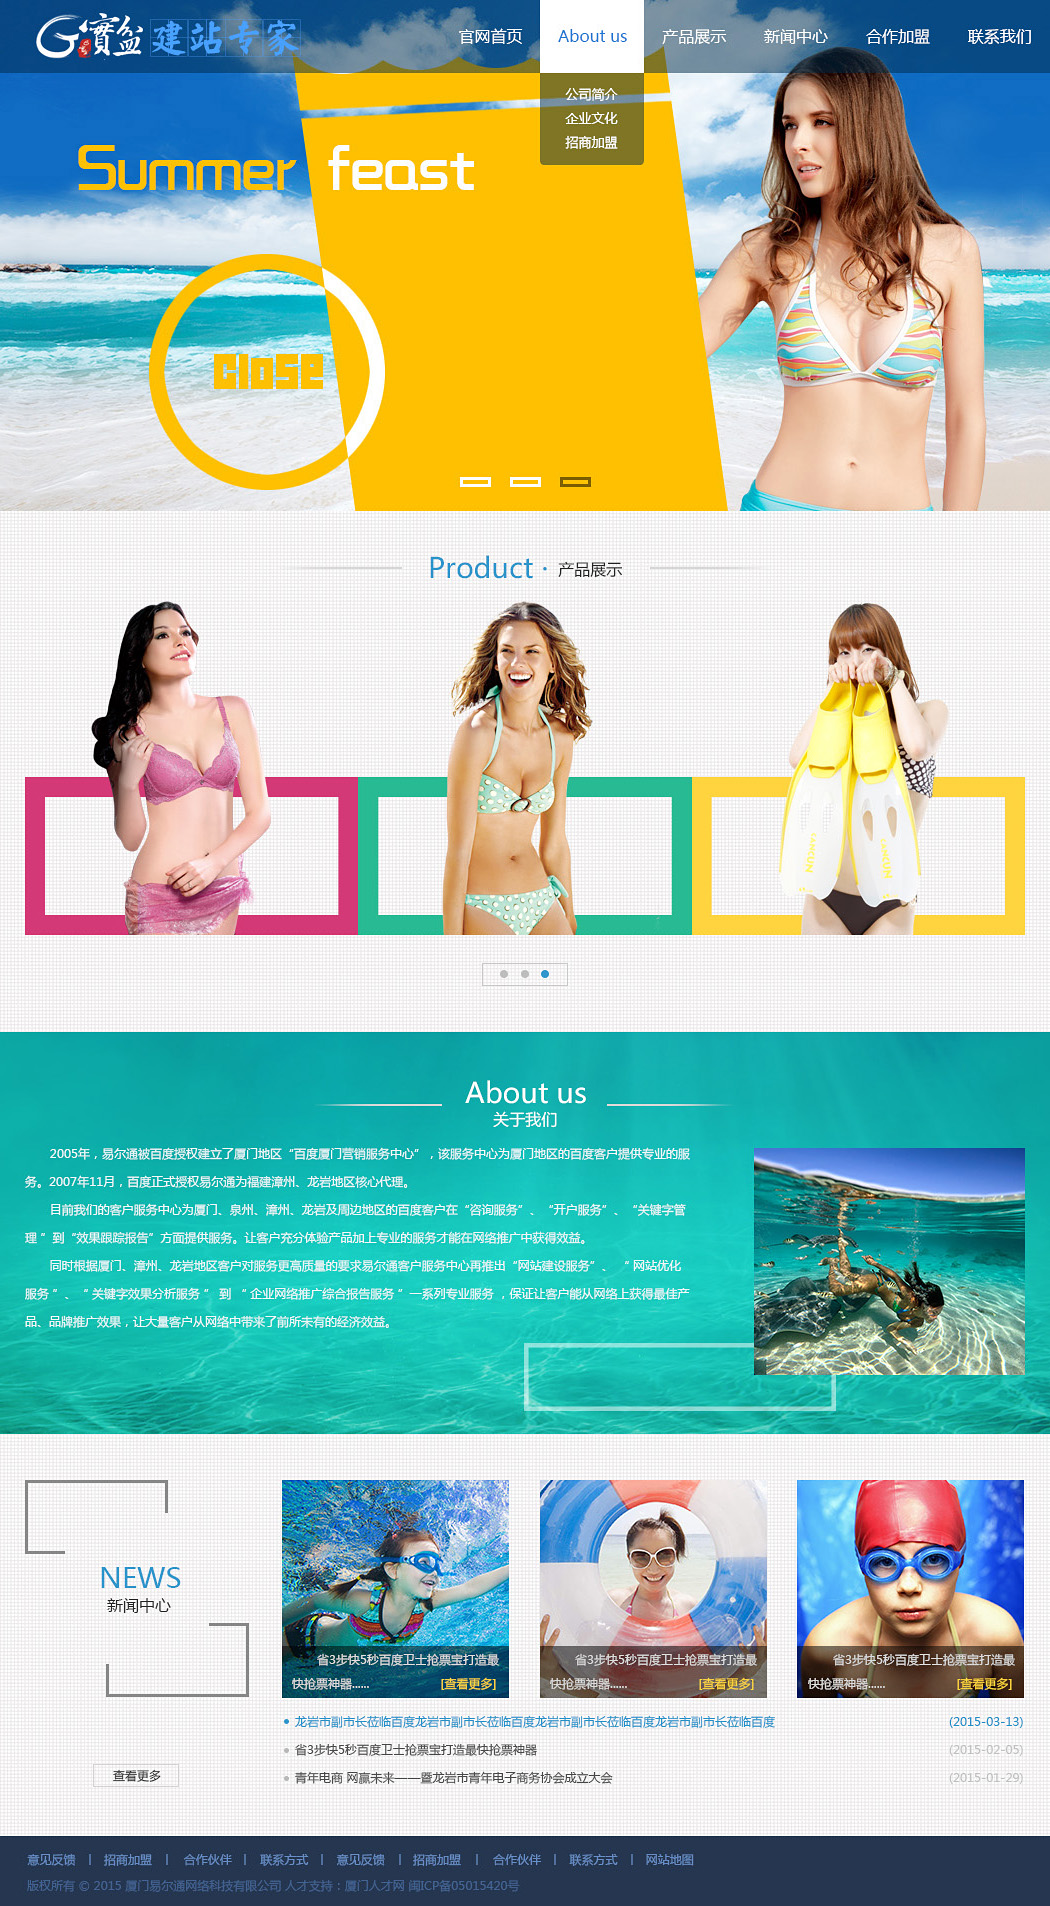 G寶盆 建站专家
官网首页 About us 产品展示 新闻中心 合作加盟 联系我们
公司简介
企业文化
招商加盟
Summer feast
Close
Product · 产品展示
About us
关于我们
2005年，易尔通被百度授权建立了厦门地区“百度厦门营销服务中心”，该服务中心为厦门地区的百度客户提供专业的服
务。2007年11月，百度正式授权易尔通为福建漳州、龙岩地区核心代理。
目前我们的客户服务中心为厦门、泉州、漳州、龙岩及周边地区的百度客户在“咨询服务”、“开户服务”、“关键字管
理 ”到“效果跟踪报告”方面提供服务。让客户充分体验产品加上专业的服务才能在网络推广中获得效益。
同时根据厦门、漳州、龙岩地区客户对服务更高质量的要求易尔通客户服务中心再推出“网站建设服务”、 “ 网站优化
服务 ”、“ 关键字效果分析服务 ” 到 “ 企业网络推广综合报告服务 ”一系列专业服务 ，保证让客户能从网络上获得最佳产
品、品牌推广效果，让大量客户从网络中带来了前所未有的经济效益。
NEWS
新闻中心
查看更多
省3步快5秒百度卫士抢票宝打造最
快抢票神器...... [查看更多]
省3步快5秒百度卫士抢票宝打造最
快抢票神器...... [查看更多]
省3步快5秒百度卫士抢票宝打造最
快抢票神器...... [查看更多]
龙岩市副市长莅临百度龙岩市副市长莅临百度龙岩市副市长莅临百度龙岩市副市长莅临百度 (2015-03-13)
省3步快5秒百度卫士抢票宝打造最快抢票神器 (2015-02-05)
青年电商 网赢未来——暨龙岩市青年电子商务协会成立大会 (2015-01-29)
意见反馈 | 招商加盟 | 合作伙伴 | 联系方式 | 意见反馈 | 招商加盟 | 合作伙伴 | 联系方式 | 网站地图
版权所有 © 2015 厦门易尔通网络科技有限公司 人才支持：厦门人才网 闽ICP备05015420号